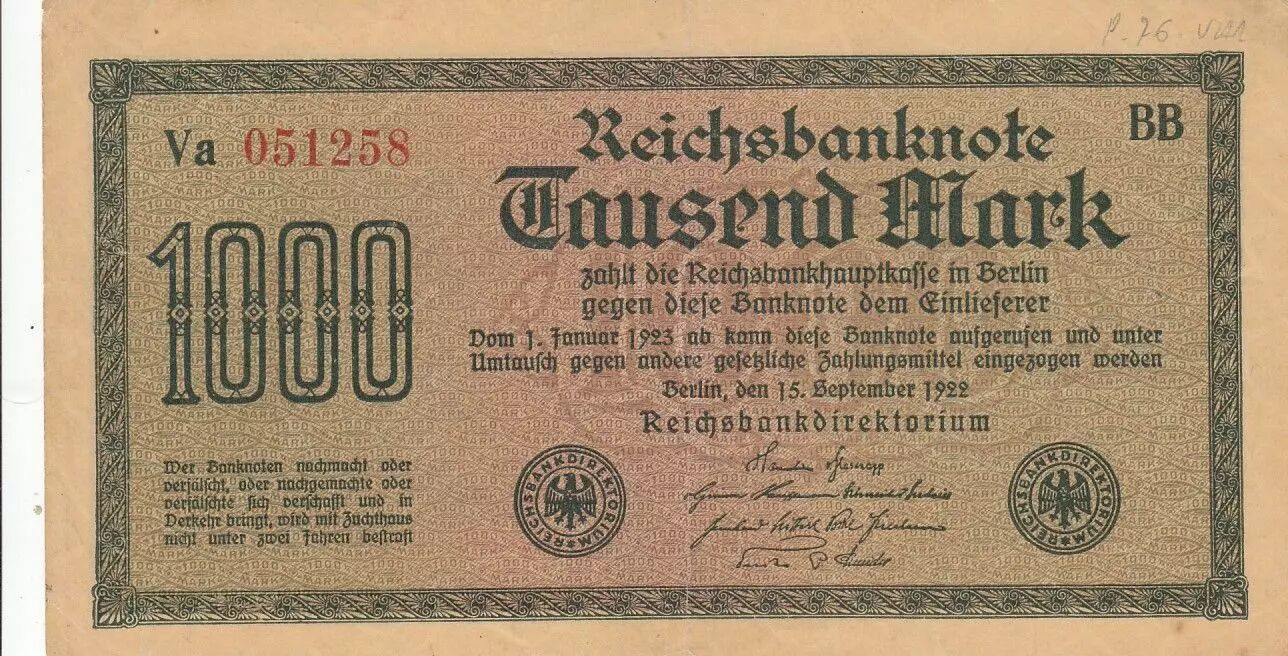 P. 76
Va 051258
BB
Reichsbanknote
Tausend Mark
1000
zahlt die Reichsbankhauptkasse in Berlin
gegen diese Banknote dem Einlieferer
Vom 1. Januar 1923 ab kann diese Banknote aufgerufen und unter
Umtausch gegen andere gesetzliche Zahlungsmittel eingezogen werden
Berlin, den 15. September 1922
Reichsbankdirektorium
Wer Banknoten nachmacht oder
verfälscht, oder nachgemachte oder
verfälschte sich verschafft und in
Verkehr bringt, wird mit Zuchthaus
nicht unter zwei Jahren bestraft
REICHSBANKDIREKTORIUM
REICHSBANKDIREKTORIUM